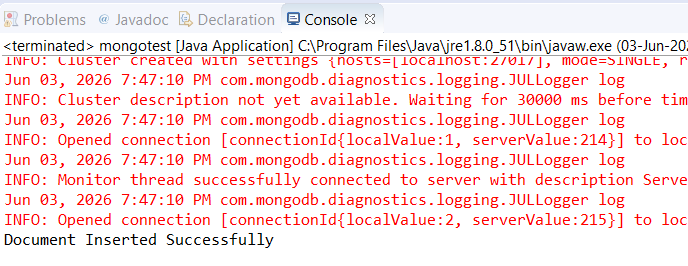 Problems @ Javadoc Declaration Console
<terminated> mongotest [Java Application] C:\Program Files\Java\jre1.8.0_51\bin\javaw.exe (03-Jun-202
INFO: Cluster created with settings {hosts=[localhost:27017], mode=SINGLE, r
Jun 03, 2026 7:47:10 PM com.mongodb.diagnostics.logging.JULLogger log
INFO: Cluster description not yet available. Waiting for 30000 ms before tim
Jun 03, 2026 7:47:10 PM com.mongodb.diagnostics.logging.JULLogger log
INFO: Opened connection [connectionId{localValue:1, serverValue:214}] to loc
Jun 03, 2026 7:47:10 PM com.mongodb.diagnostics.logging.JULLogger log
INFO: Monitor thread successfully connected to server with description Serve
Jun 03, 2026 7:47:10 PM com.mongodb.diagnostics.logging.JULLogger log
INFO: Opened connection [connectionId{localValue:2, serverValue:215}] to loc
Document Inserted Successfully